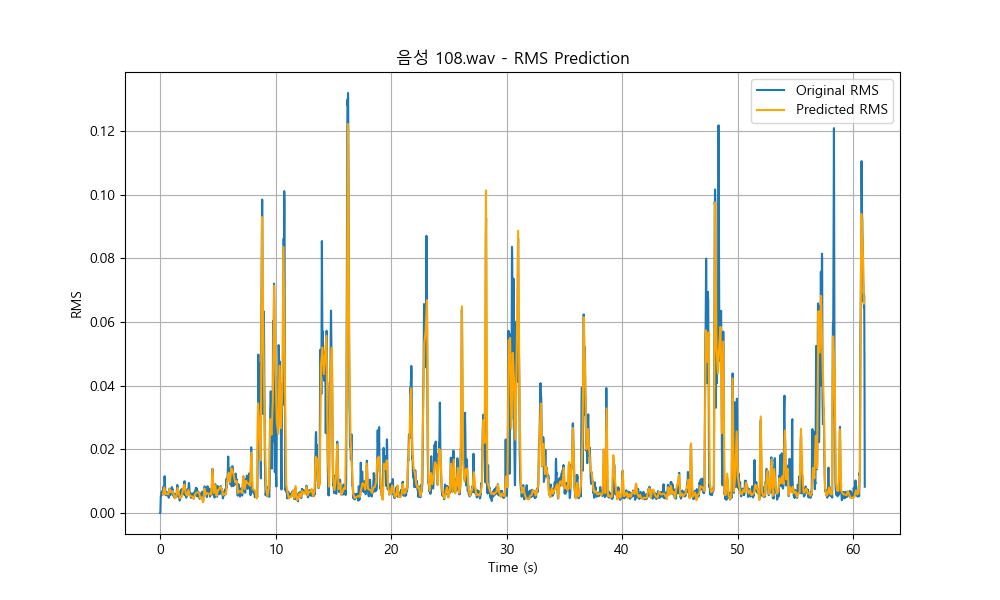 음성 108.wav - RMS Prediction
Original RMS
Predicted RMS
RMS
0.12
0.10
0.08
0.06
0.04
0.02
0.00
0 10 20 30 40 50 60
Time (s)